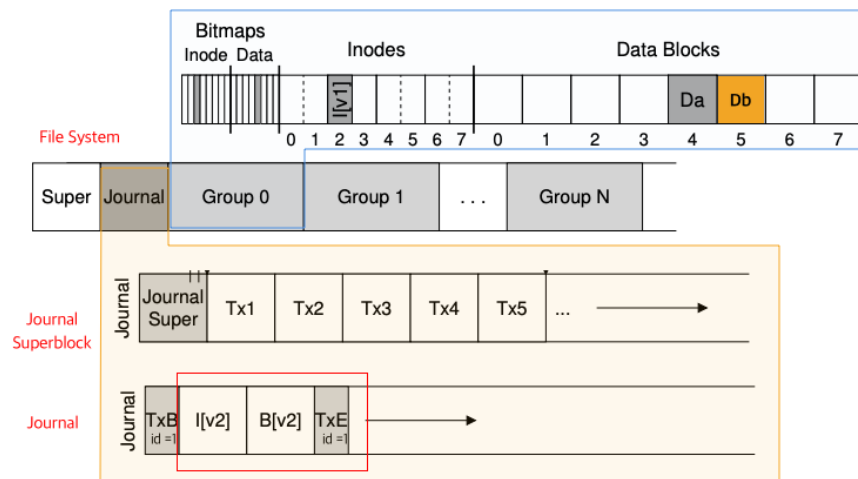 Bitmaps
Inode Data
Inodes
Data Blocks
I[v1]
Da
Db
0 1 2 3 4 5 6 7
0 1 2 3 4 5 6 7
File System
Super
Journal
Group 0
Group 1
. . .
Group N
Journal
Journal
Super
Tx1
Tx2
Tx3
Tx4
Tx5
...
Journal
Superblock
Journal
Journal
TxB
id =1
I[v2]
B[v2]
TxE
id =1